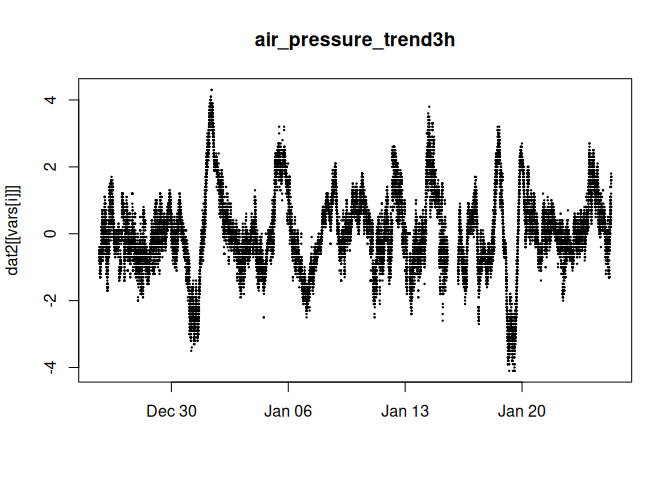 air_pressure_trend3h
dat2[[vars[i]]]
4
2
0
-2
-4
Dec 30
Jan 06
Jan 13
Jan 20